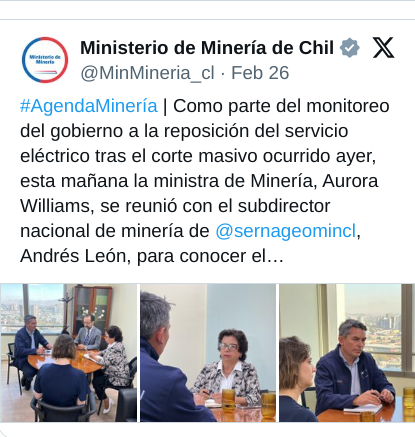 Ministerio de Minería de Chil
@MinMineria_cl · Feb 26
Ministerio de
Minería
#AgendaMinería | Como parte del monitoreo
del gobierno a la reposición del servicio
eléctrico tras el corte masivo ocurrido ayer,
esta mañana la ministra de Minería, Aurora
Williams, se reunió con el subdirector
nacional de minería de @sernageomincl,
Andrés León, para conocer el…